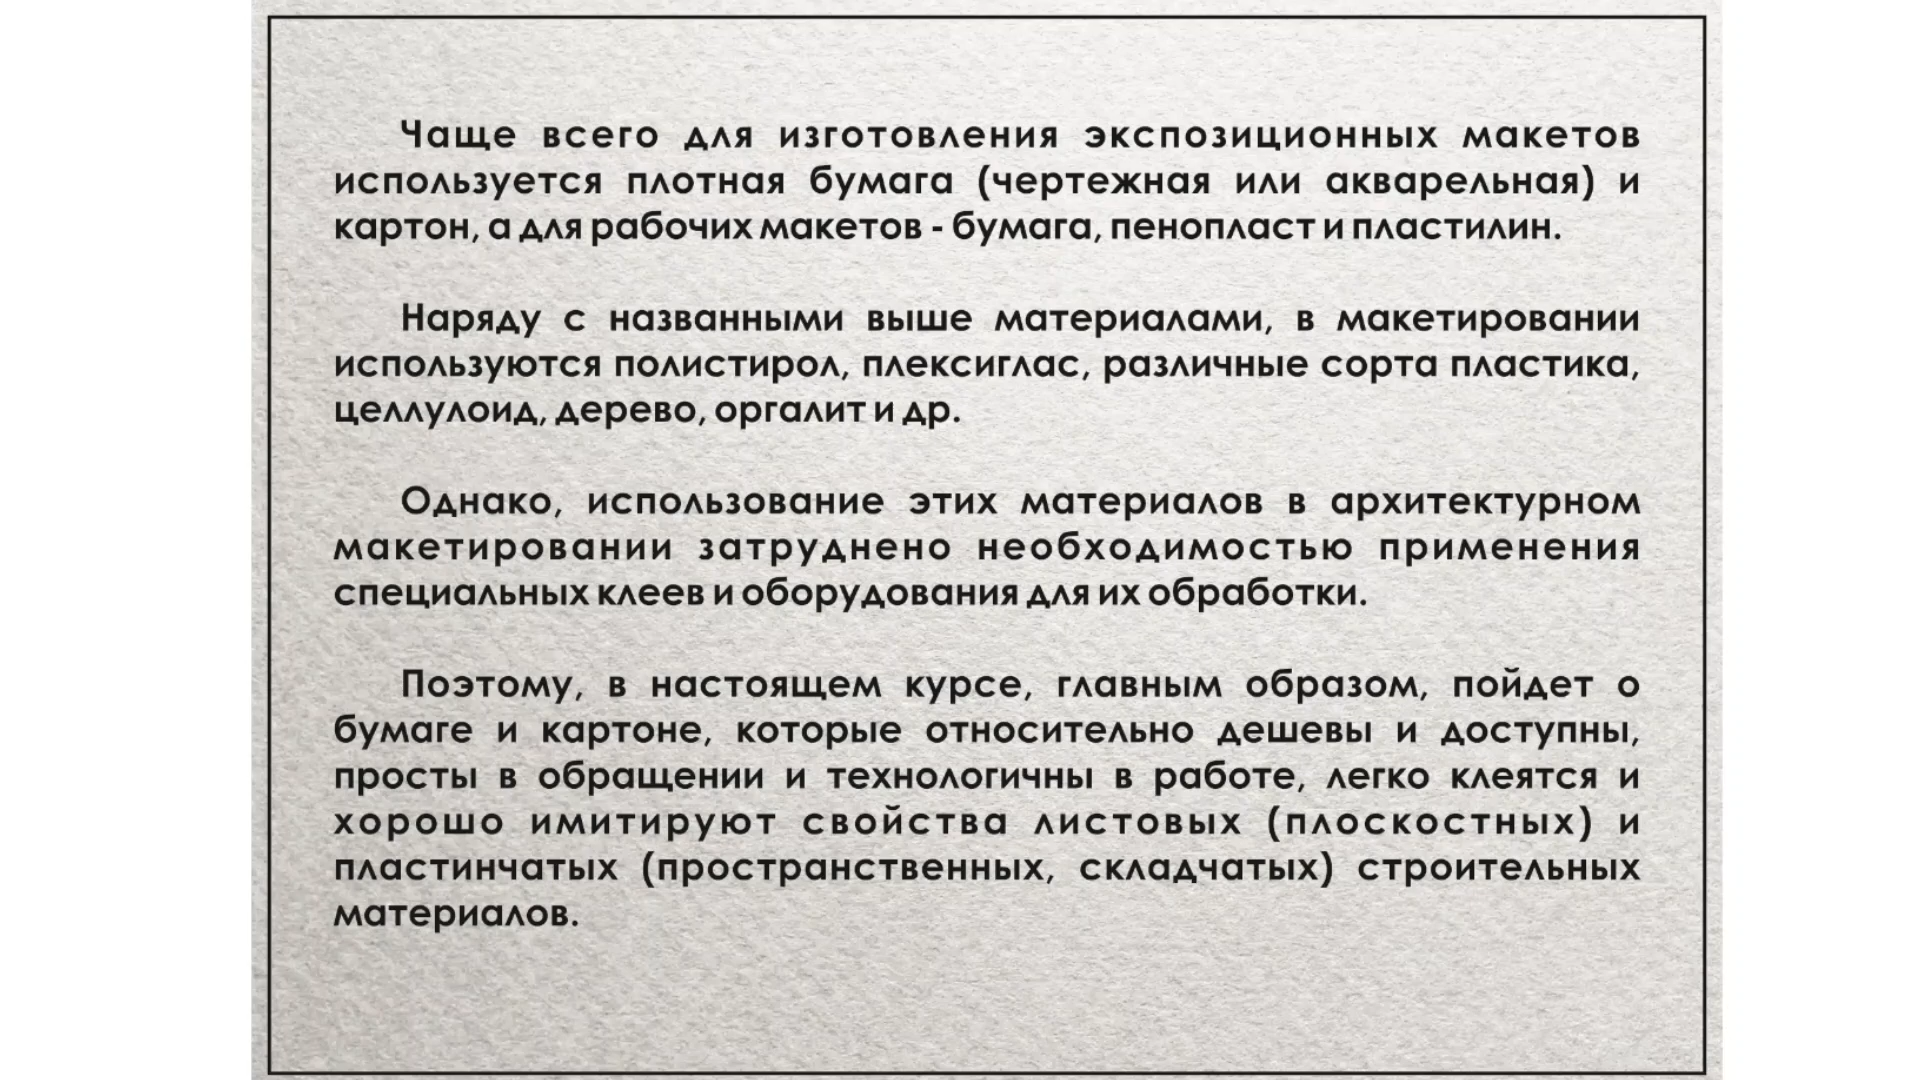 Чаще всего для изготовления экспозиционных макетов
используется плотная бумага (чертежная или акварельная) и
картон, а для рабочих макетов - бумага, пенопласт и пластилин.
Наряду с названными выше материалами, в макетировании
используются полистирол, плексиглас, различные сорта пластика,
целлулоид, дерево, оргалит и др.
Однако, использование этих материалов в архитектурном
макетировании затруднено необходимостью применения
специальных клеев и оборудования для их обработки.
Поэтому, в настоящем курсе, главным образом, пойдет о
бумаге и картоне, которые относительно дешевы и доступны,
просты в обращении и технологичны в работе, легко клеятся и
хорошо имитируют свойства листовых (плоскостных) и
пластинчатых (пространственных, складчатых) строительных
материалов.